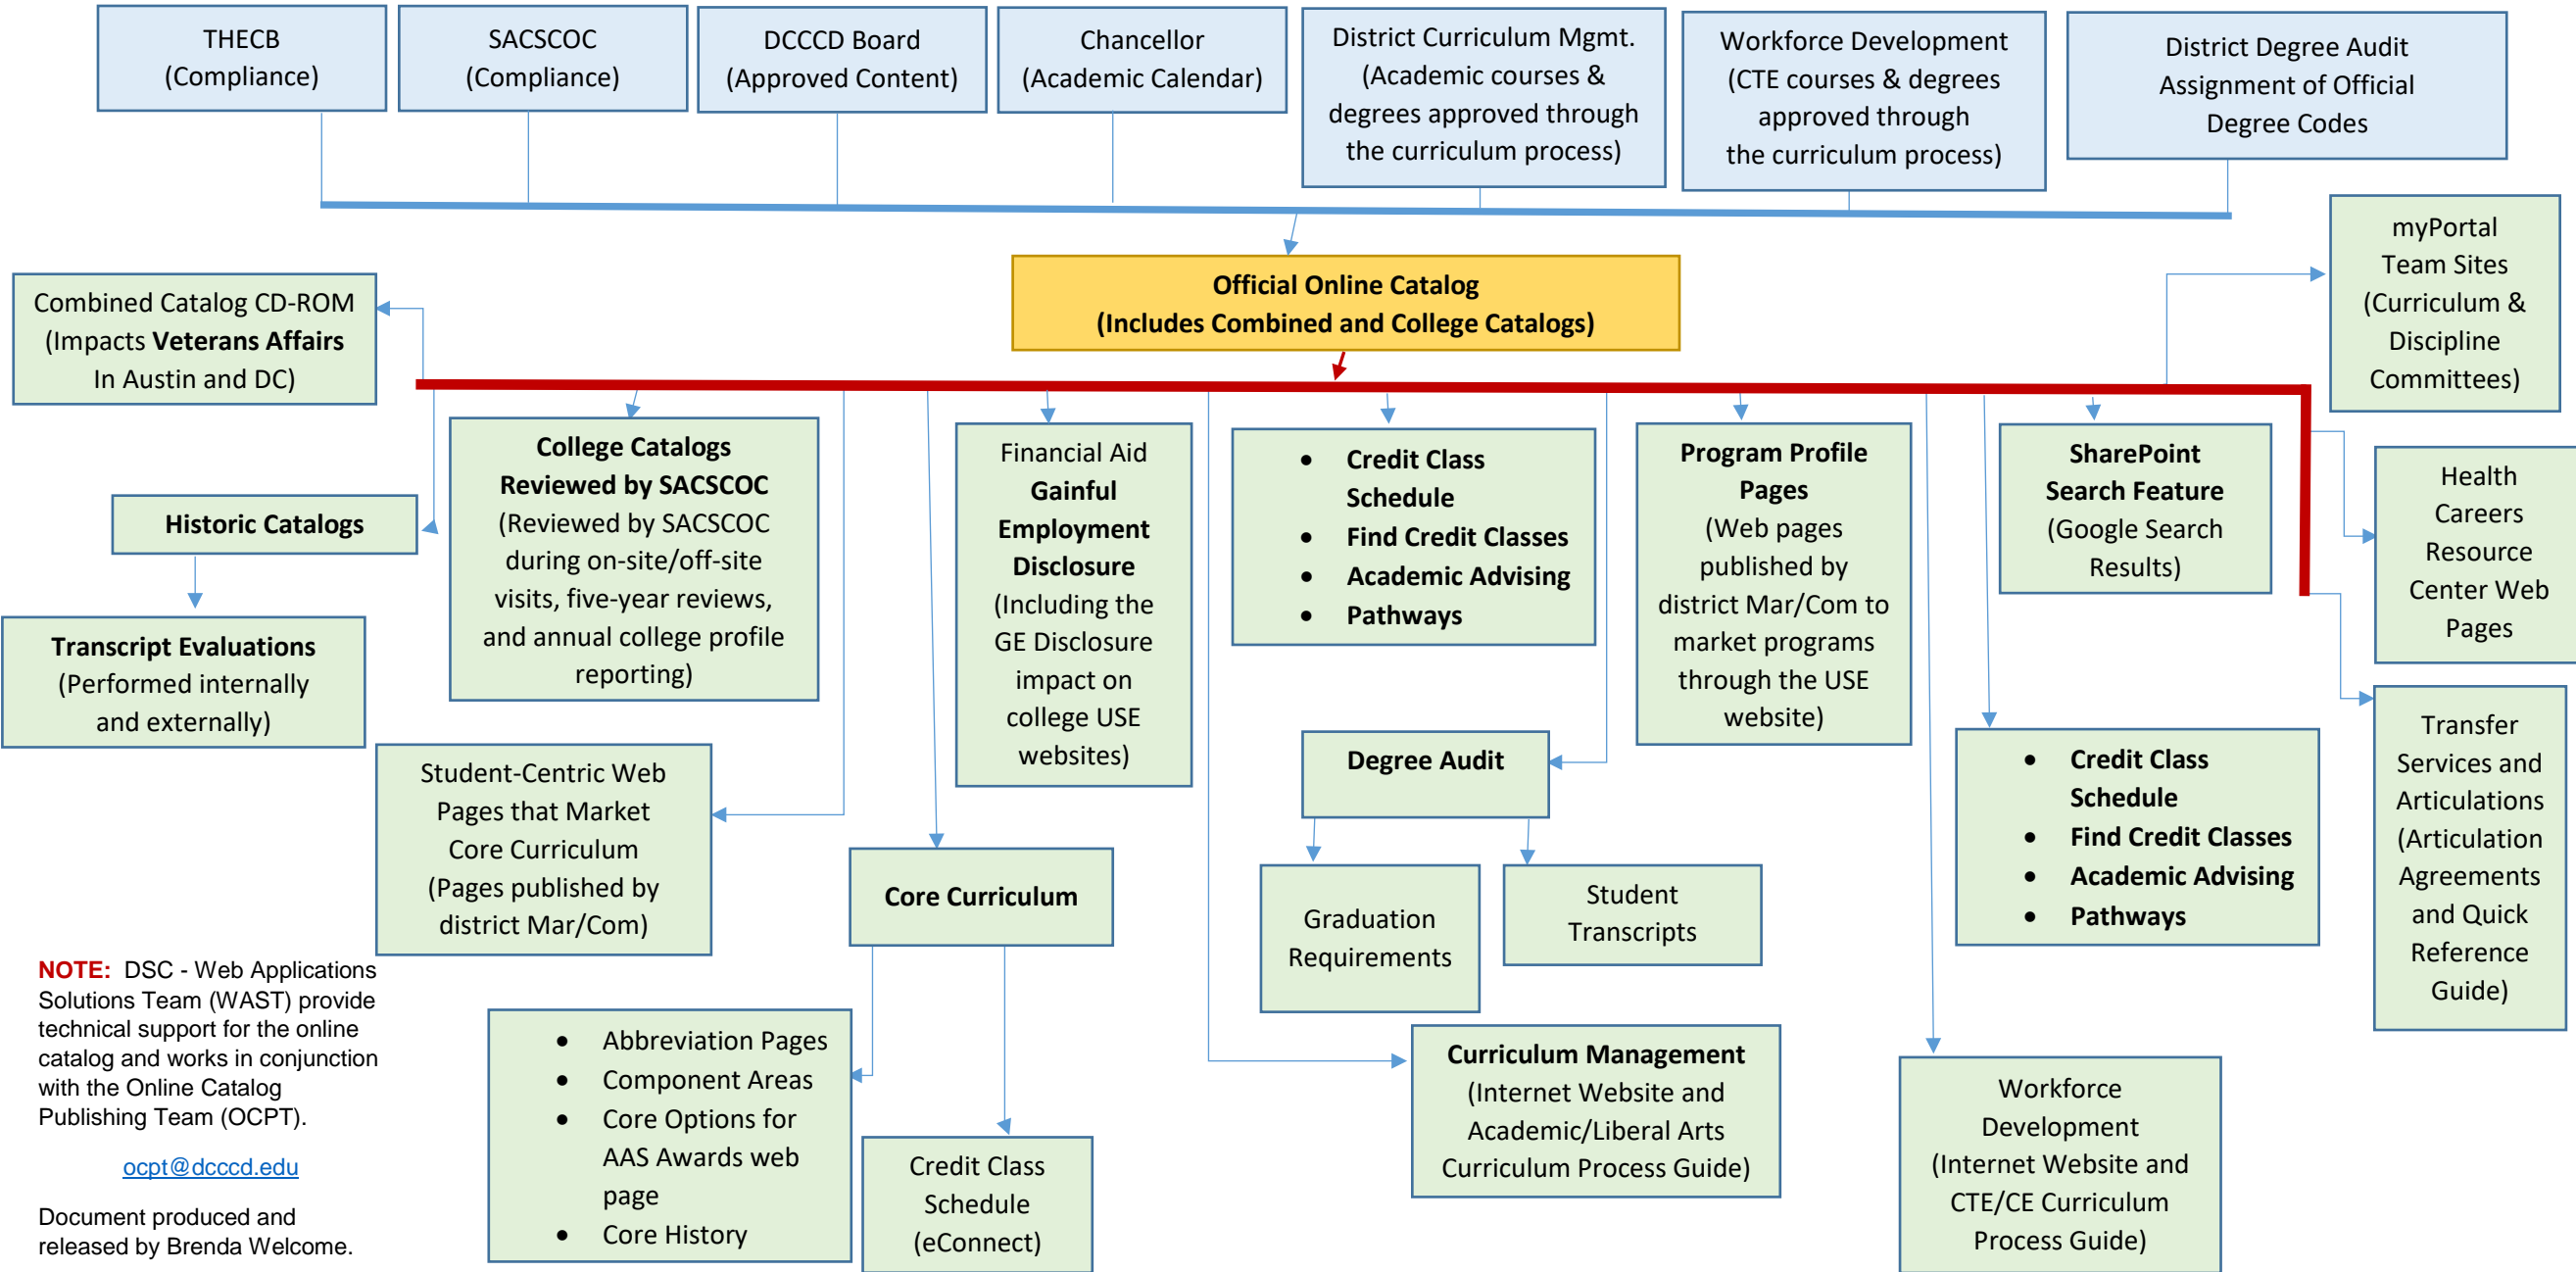 THECB
(Compliance)
SACSCOC
(Compliance)
DCCCD Board
(Approved Content)
Chancellor
(Academic Calendar)
District Curriculum Mgmt.
(Academic courses &
degrees approved through
the curriculum process)
Workforce Development
(CTE courses & degrees
approved through
the curriculum process)
District Degree Audit
Assignment of Official
Degree Codes
myPortal
Team Sites
(Curriculum &
Discipline
Committees)
Official Online Catalog
(Includes Combined and College Catalogs)
Combined Catalog CD-ROM
(Impacts Veterans Affairs
In Austin and DC)
Historic Catalogs
Transcript Evaluations
(Performed internally
and externally)
College Catalogs
Reviewed by SACSCOC
(Reviewed by SACSCOC
during on-site/off-site
visits, five-year reviews,
and annual college profile
reporting)
Financial Aid
Gainful
Employment
Disclosure
(Including the
GE Disclosure
impact on
college USE
websites)
• Credit Class
Schedule
• Find Credit Classes
• Academic Advising
• Pathways
Program Profile
Pages
(Web pages
published by
district Mar/Com to
market programs
through the USE
website)
SharePoint
Search Feature
(Google Search
Results)
Health
Careers
Resource
Center Web
Pages
Student-Centric Web
Pages that Market
Core Curriculum
(Pages published by
district Mar/Com)
Core Curriculum
Degree Audit
Graduation
Requirements
Student
Transcripts
• Credit Class
Schedule
• Find Credit Classes
• Academic Advising
• Pathways
Transfer
Services and
Articulations
(Articulation
Agreements
and Quick
Reference
Guide)
• Abbreviation Pages
• Component Areas
• Core Options for
AAS Awards web
page
• Core History
Credit Class
Schedule
(eConnect)
Curriculum Management
(Internet Website and
Academic/Liberal Arts
Curriculum Process Guide)
Workforce
Development
(Internet Website and
CTE/CE Curriculum
Process Guide)
NOTE: DSC - Web Applications
Solutions Team (WAST) provide
technical support for the online
catalog and works in conjunction
with the Online Catalog
Publishing Team (OCPT).
ocpt@dcccd.edu
Document produced and
released by Brenda Welcome.